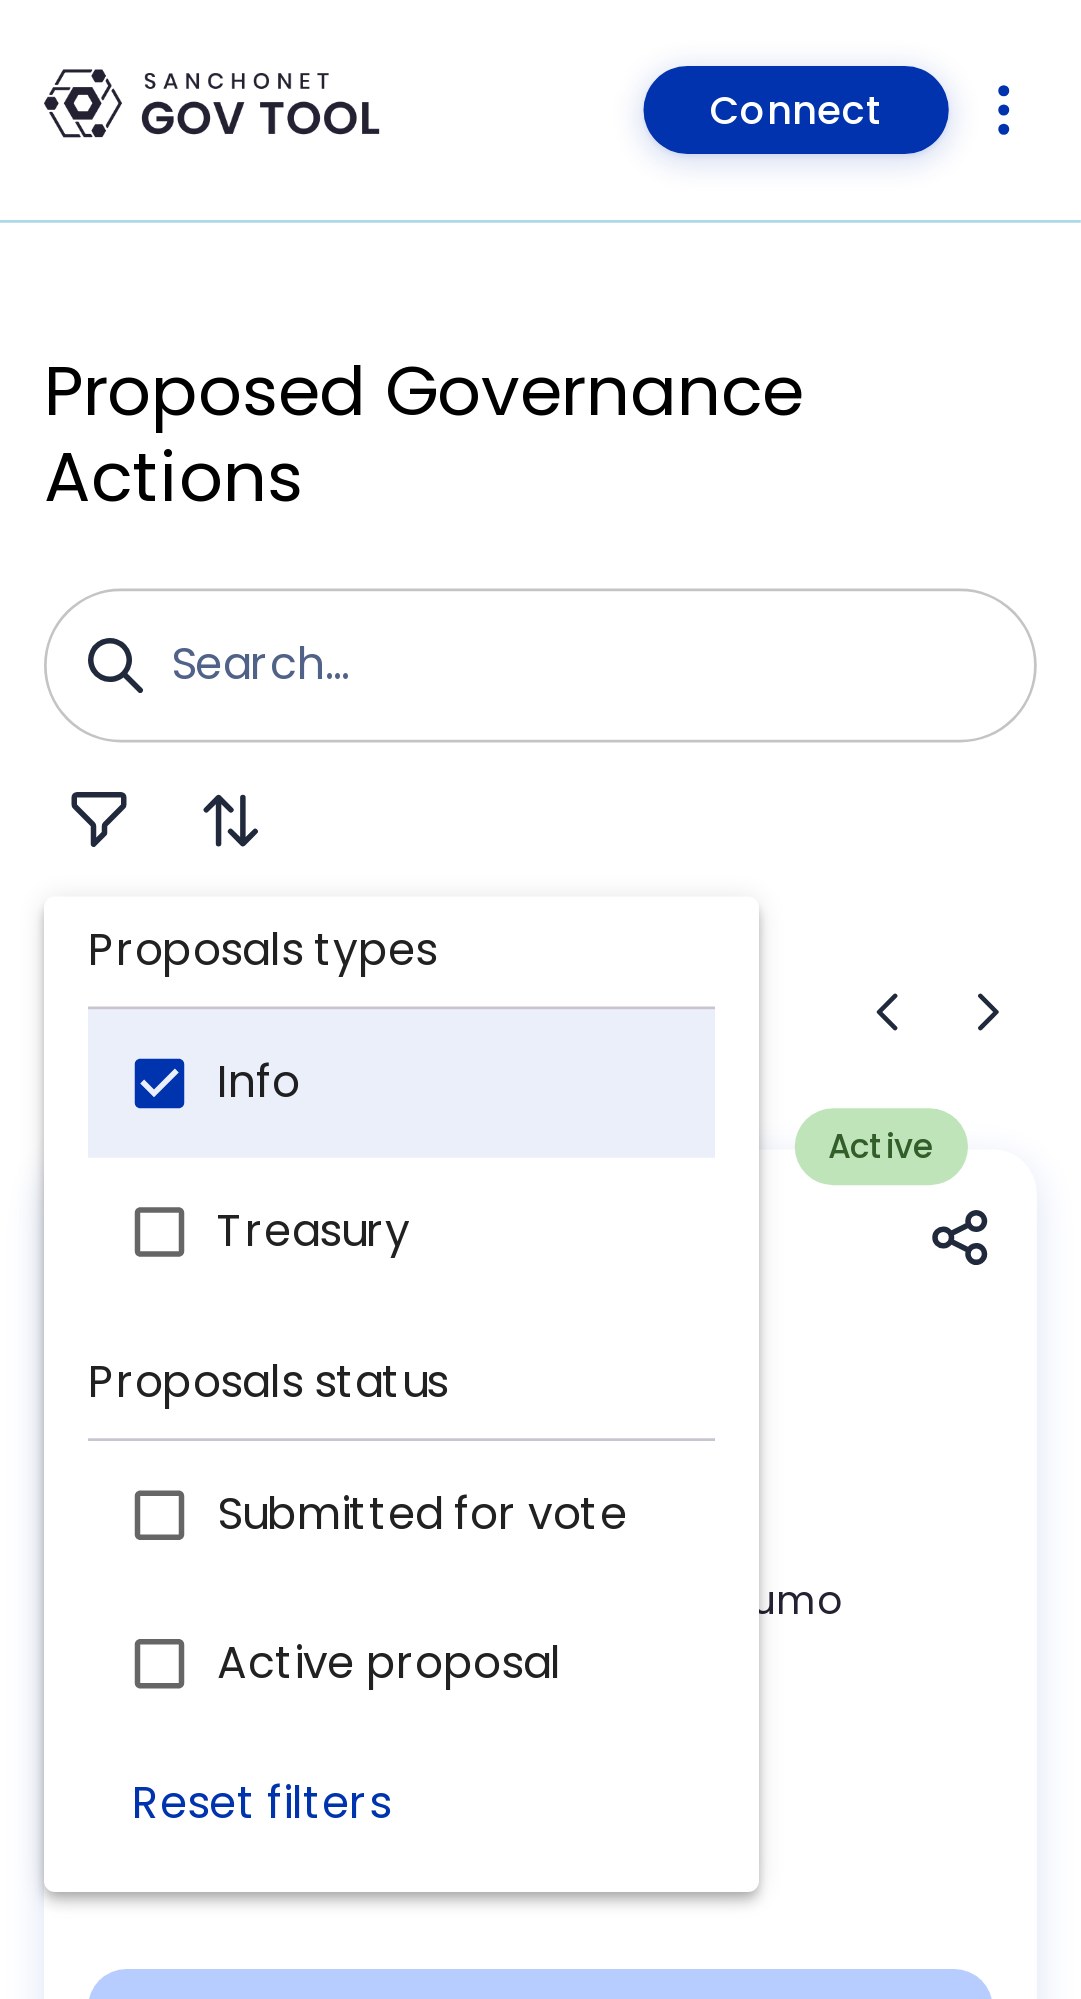 SANCHONET
GOV TOOL
Connect
Proposed Governance
Actions
Search...
Proposals types
Info
Active
Treasury
Proposals status
Submitted for vote
umo
Active proposal
Reset filters